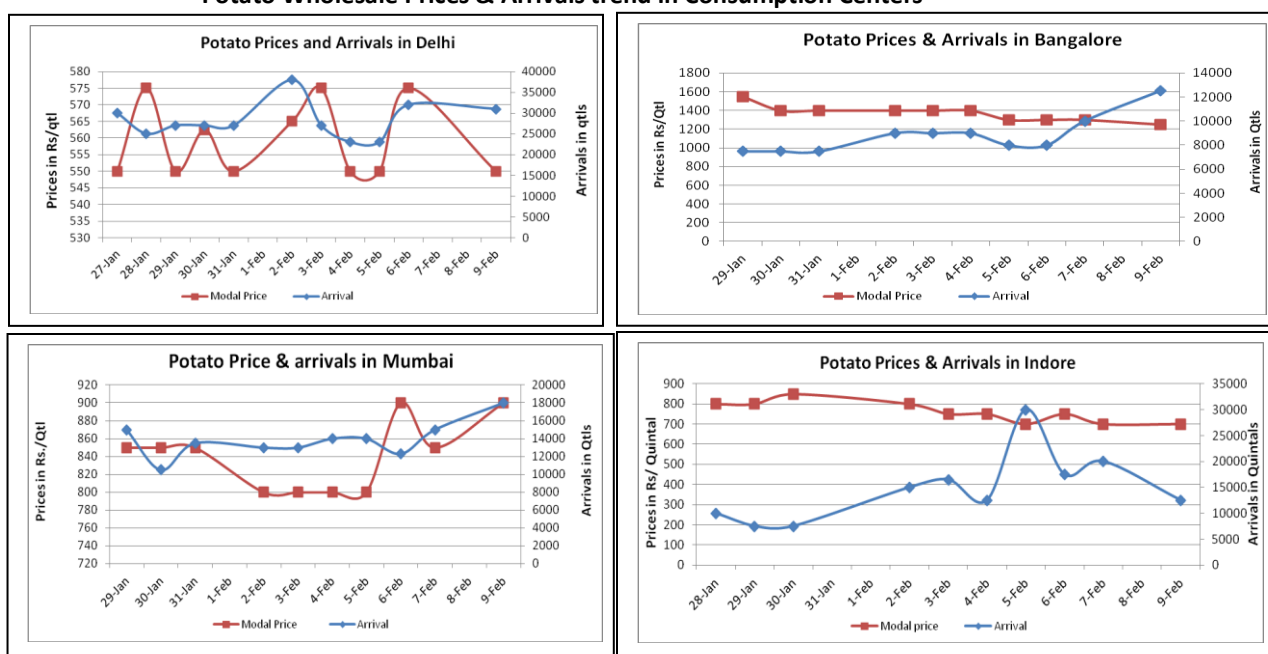 Potato Wholesale Prices & Arrivals trend in Consumption Centers
Potato Prices and Arrivals in Delhi
Prices in Rs/qtl
580
575
570
565
560
555
550
545
540
535
530
40000
35000
30000
25000
20000
15000
10000
5000
0
Arrivals in qtls
27-Jan
28-Jan
29-Jan
30-Jan
31-Jan
1-Feb
2-Feb
3-Feb
4-Feb
5-Feb
6-Feb
7-Feb
8-Feb
9-Feb
Modal Price
Arrival
Potato Prices & Arrivals in Bangalore
Prices in Rs/Qtl
1800
1600
1400
1200
1000
800
600
400
200
0
14000
12000
10000
8000
6000
4000
2000
0
Arrivals in Qtls
29-Jan
30-Jan
31-Jan
1-Feb
2-Feb
3-Feb
4-Feb
5-Feb
6-Feb
7-Feb
8-Feb
9-Feb
Modal Price
Arrival
Potato Price & arrivals in Mumbai
Prices in Rs,/Qtl
920
900
880
860
840
820
800
780
760
740
720
20000
18000
16000
14000
12000
10000
8000
6000
4000
2000
0
Arrivals in Qtls
29-Jan
30-Jan
31-Jan
1-Feb
2-Feb
3-Feb
4-Feb
5-Feb
6-Feb
7-Feb
8-Feb
9-Feb
Modal Price
Arrival
Potato Prices & Arrivals in Indore
Prices in Rs/ Quintal
900
800
700
600
500
400
300
200
100
0
35000
30000
25000
20000
15000
10000
5000
0
Arrivals in Quintals
28-Jan
29-Jan
30-Jan
31-Jan
1-Feb
2-Feb
3-Feb
4-Feb
5-Feb
6-Feb
7-Feb
8-Feb
9-Feb
Modal price
Arrival